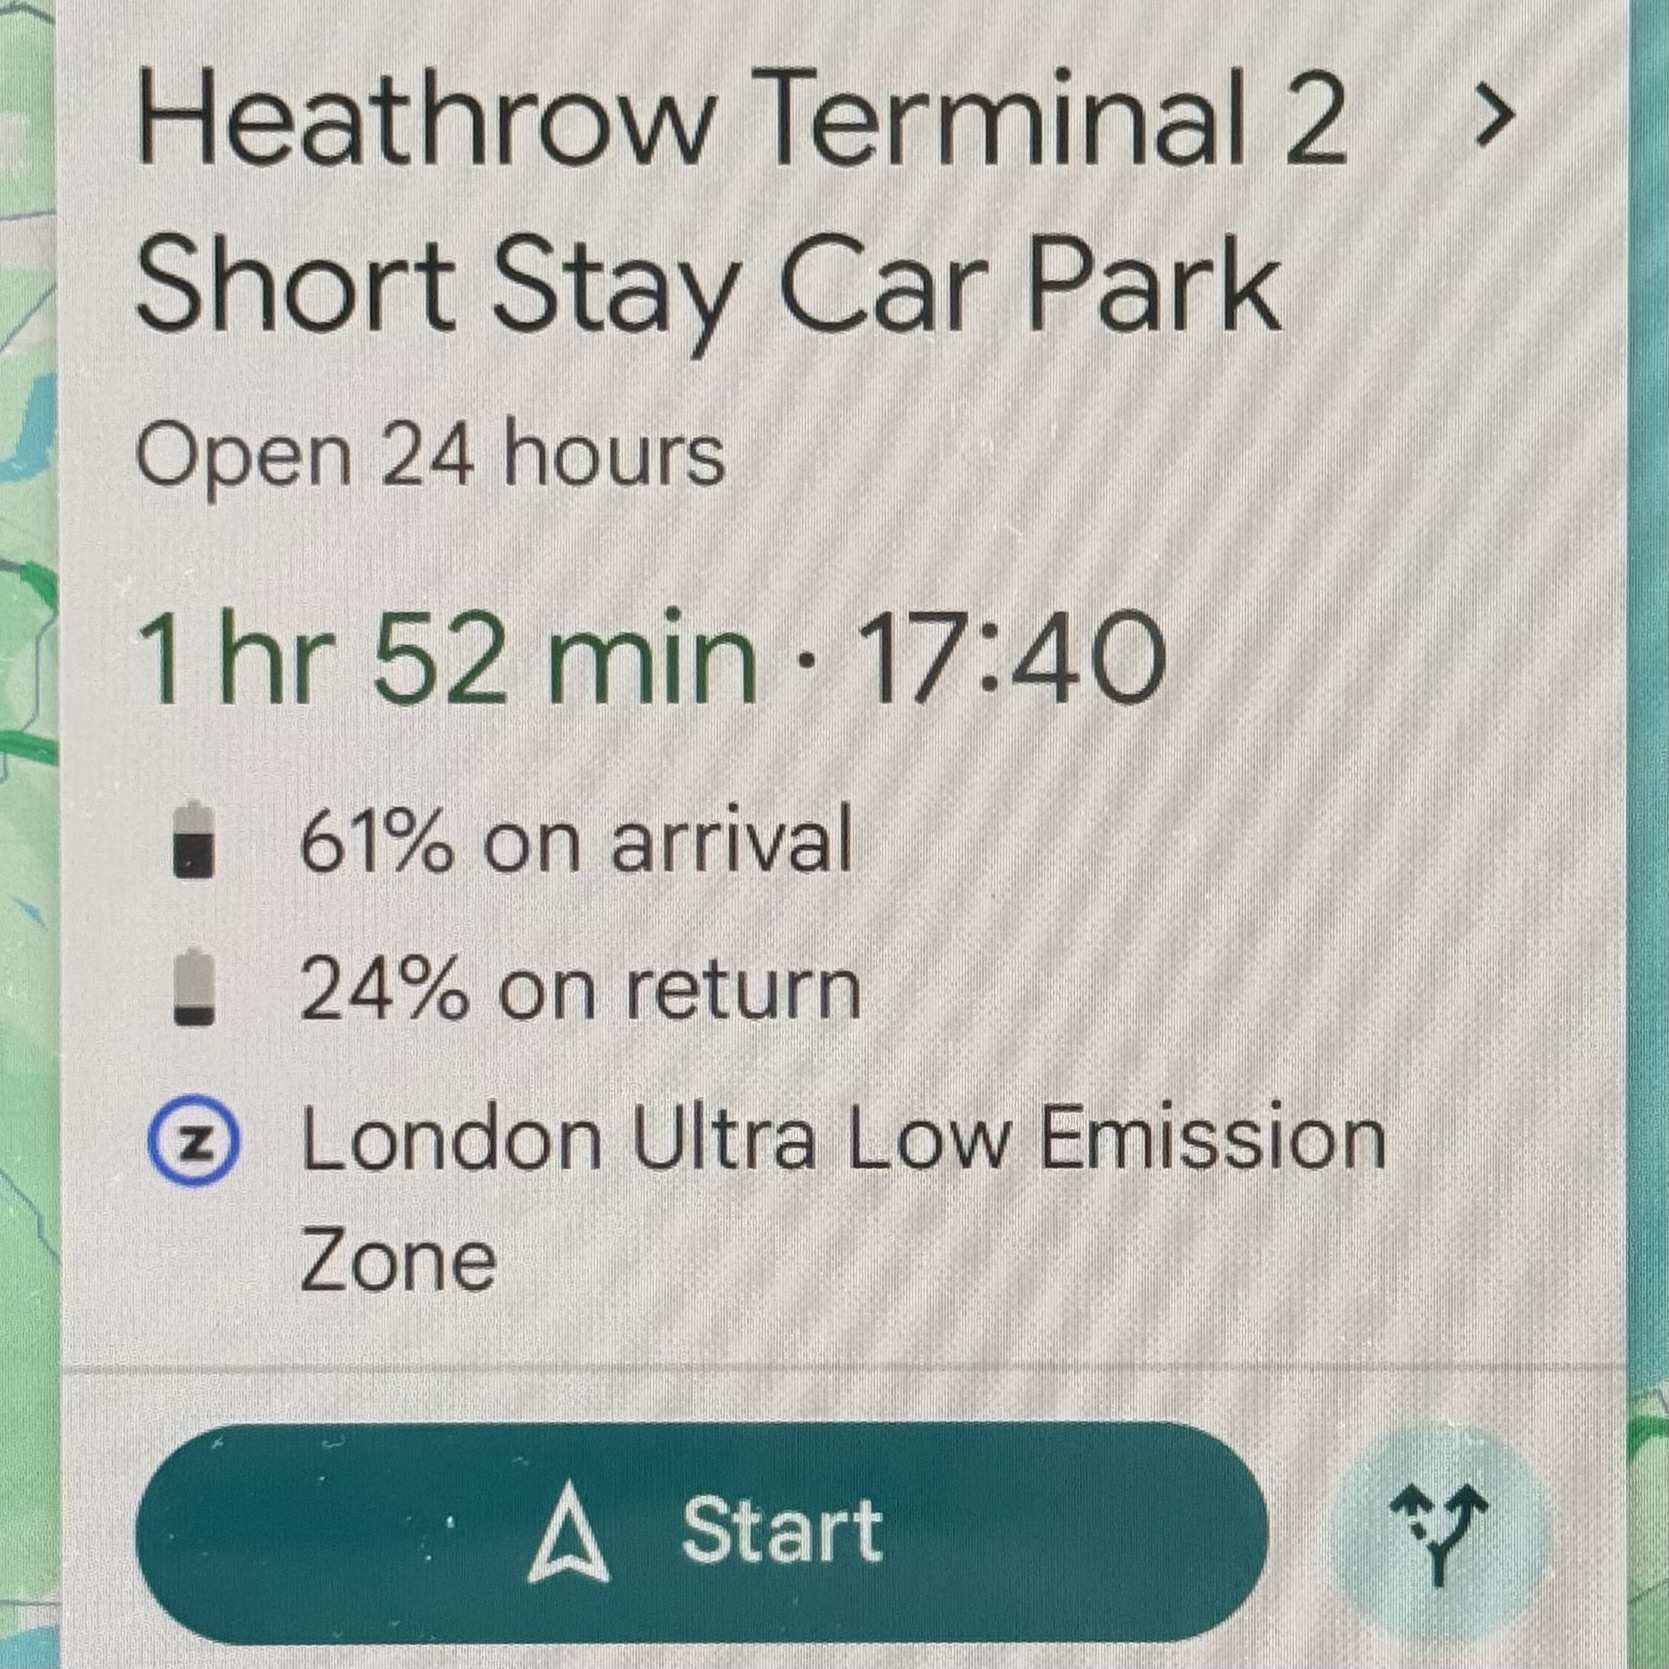 Heathrow Terminal 2
Short Stay Car Park
Open 24 hours
1 hr 52 min · 17:40
61% on arrival
24% on return
Z London Ultra Low Emission
Zone
Start